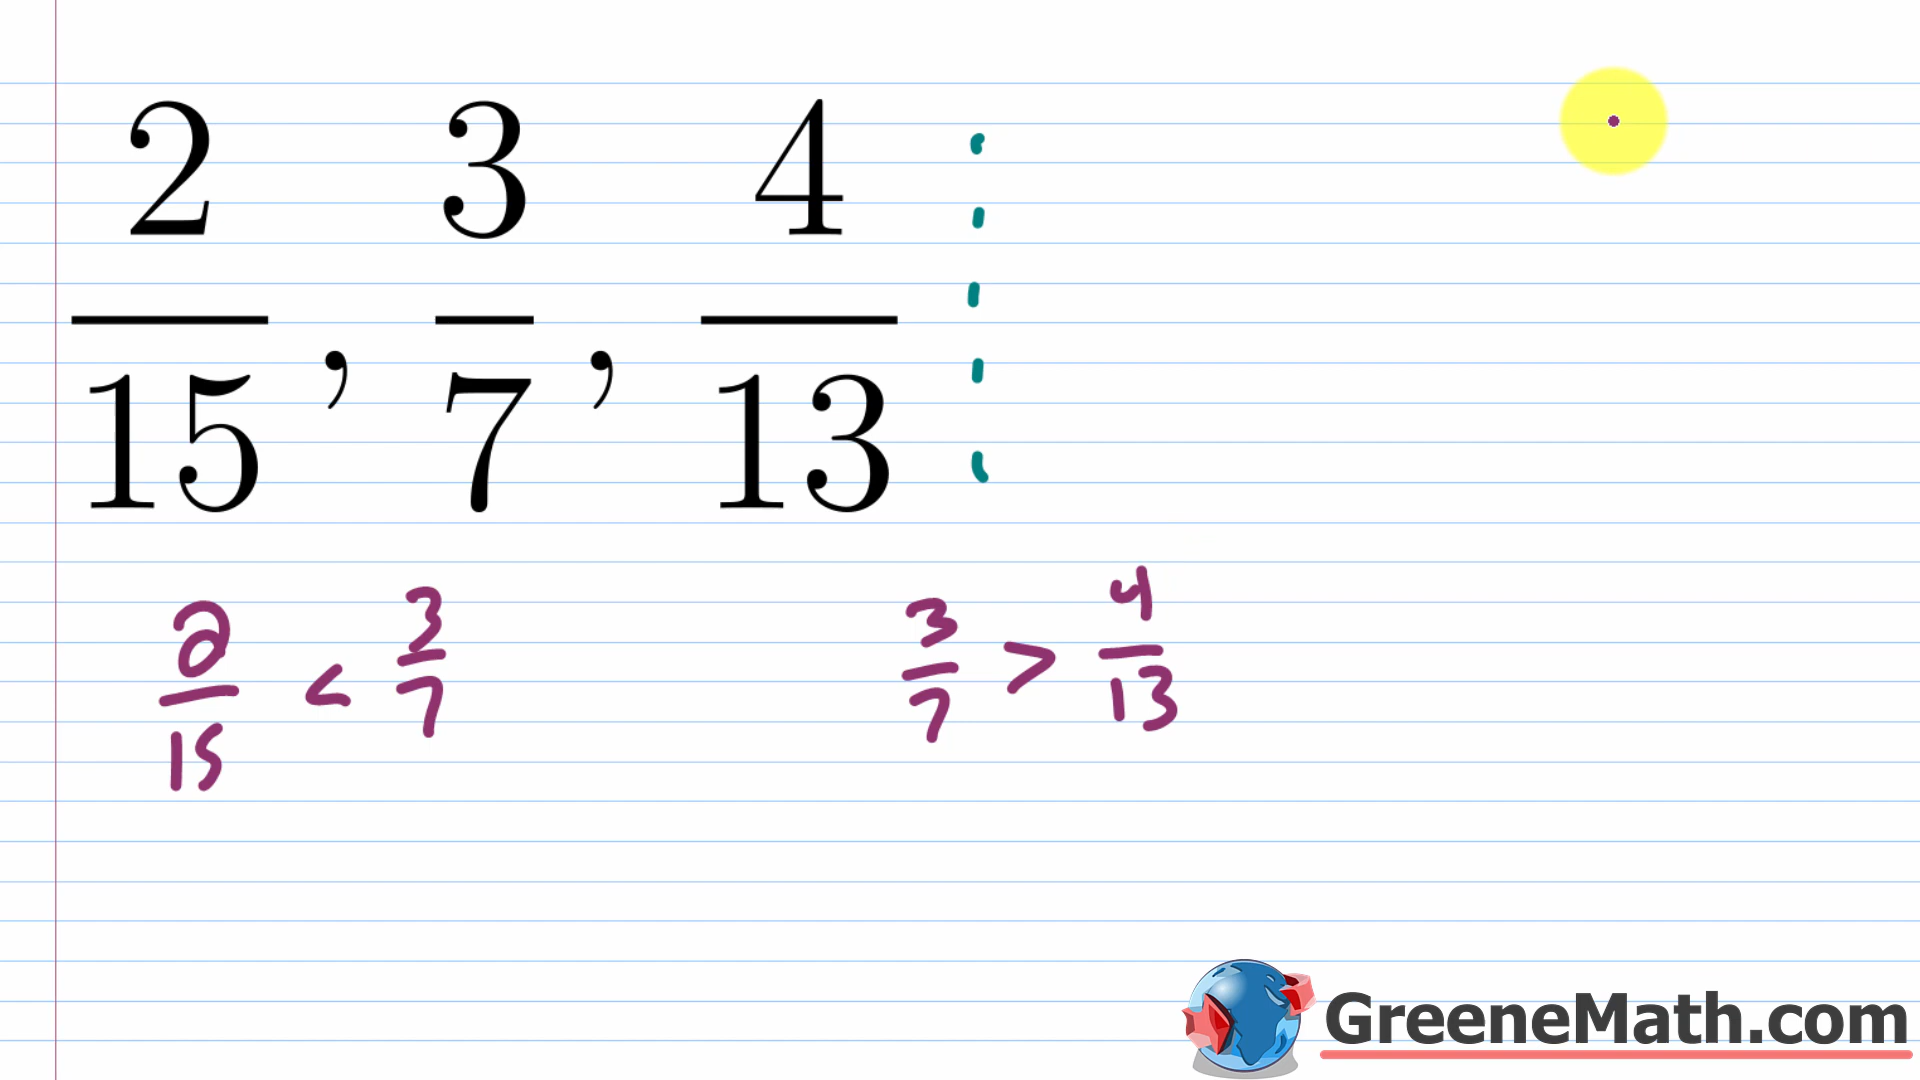 2/15, 3/7, 4/13
2/15 < 3/7
3/7 > 4/13
GreeneMath.com